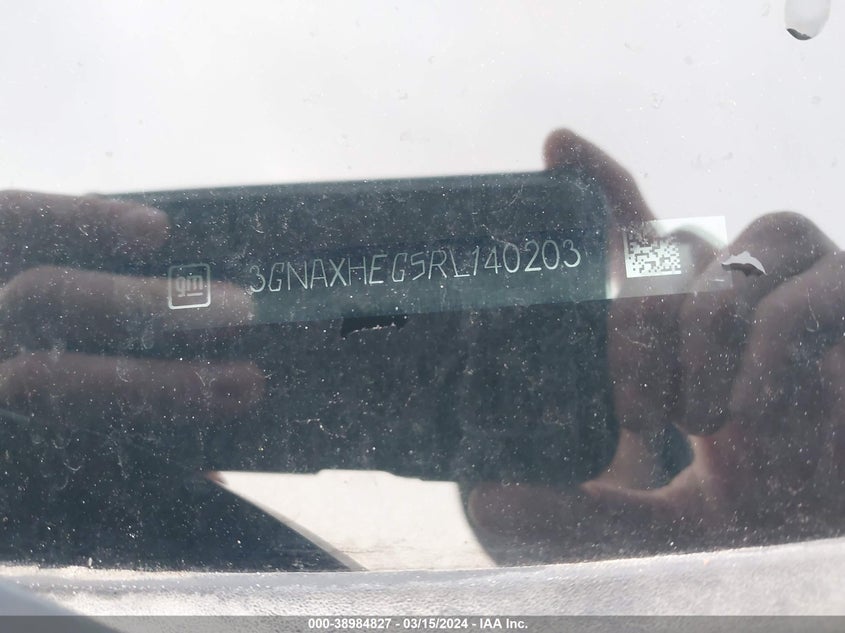 gm 3GNAXHEG5RL140203
000-38984827 - 03/15/2024 - IAA Inc.